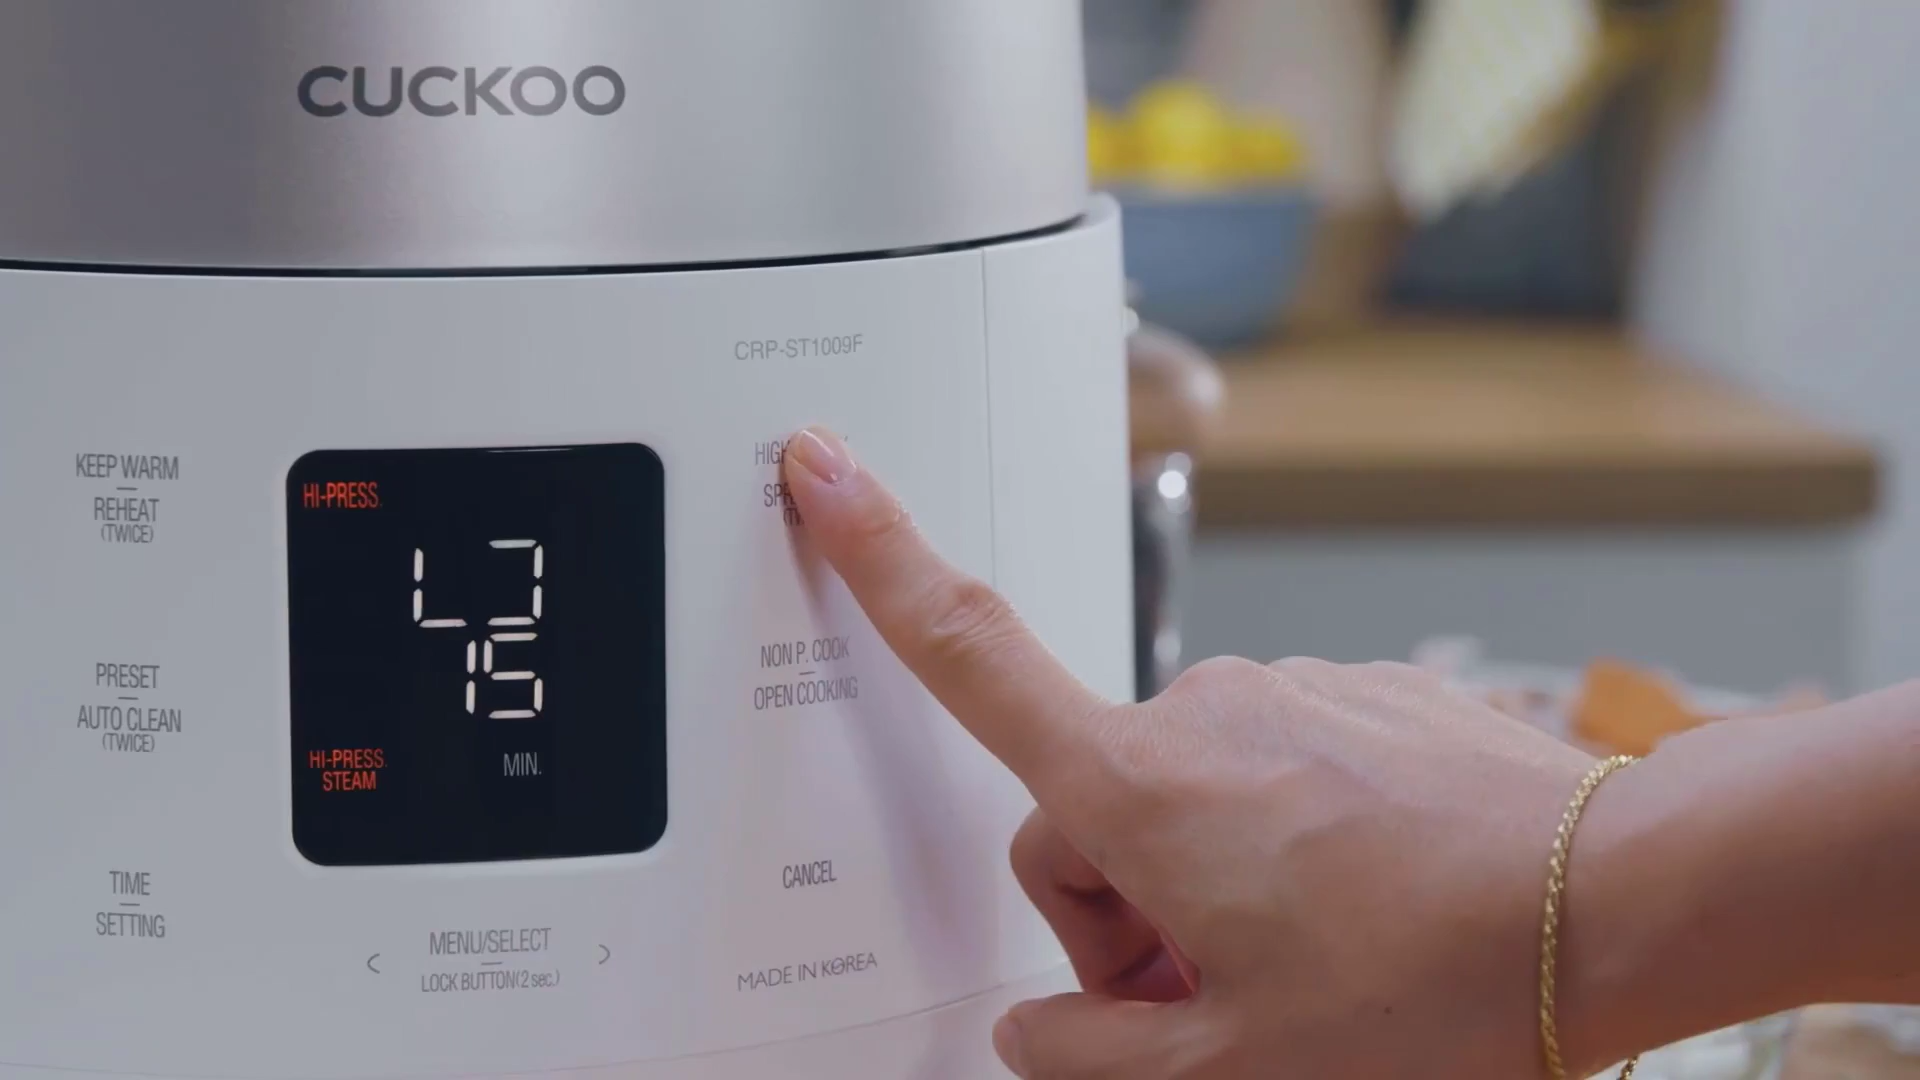 CUCKOO
CRP-ST1009F
KEEP WARM
REHEAT
(TWICE)
PRESET
AUTO CLEAN
(TWICE)
TIME
SETTING
HI-PRESS.
15
HI-PRESS.
STEAM
MIN.
MENU/SELECT
LOCK BUTTON(2 sec.)
NON P. COOK
OPEN COOKING
CANCEL
MADE IN KOREA